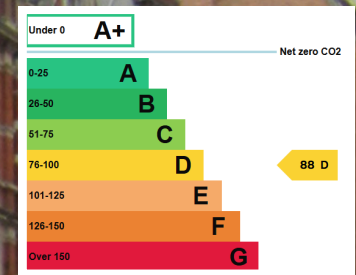 Under 0 A+
Net zero CO2
0-25 A
26-50 B
51-75 C
76-100 D
88 D
101-125 E
126-150 F
Over 150 G